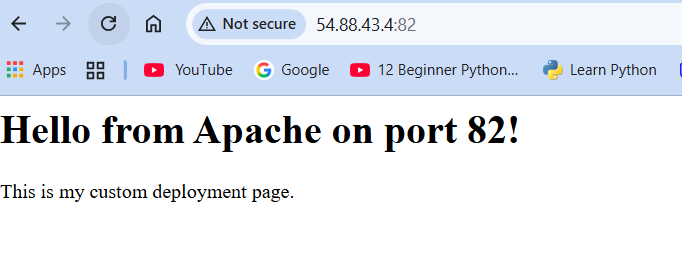 Not secure 54.88.43.4:82
Apps YouTube Google 12 Beginner Python... Learn Python
Hello from Apache on port 82!
This is my custom deployment page.